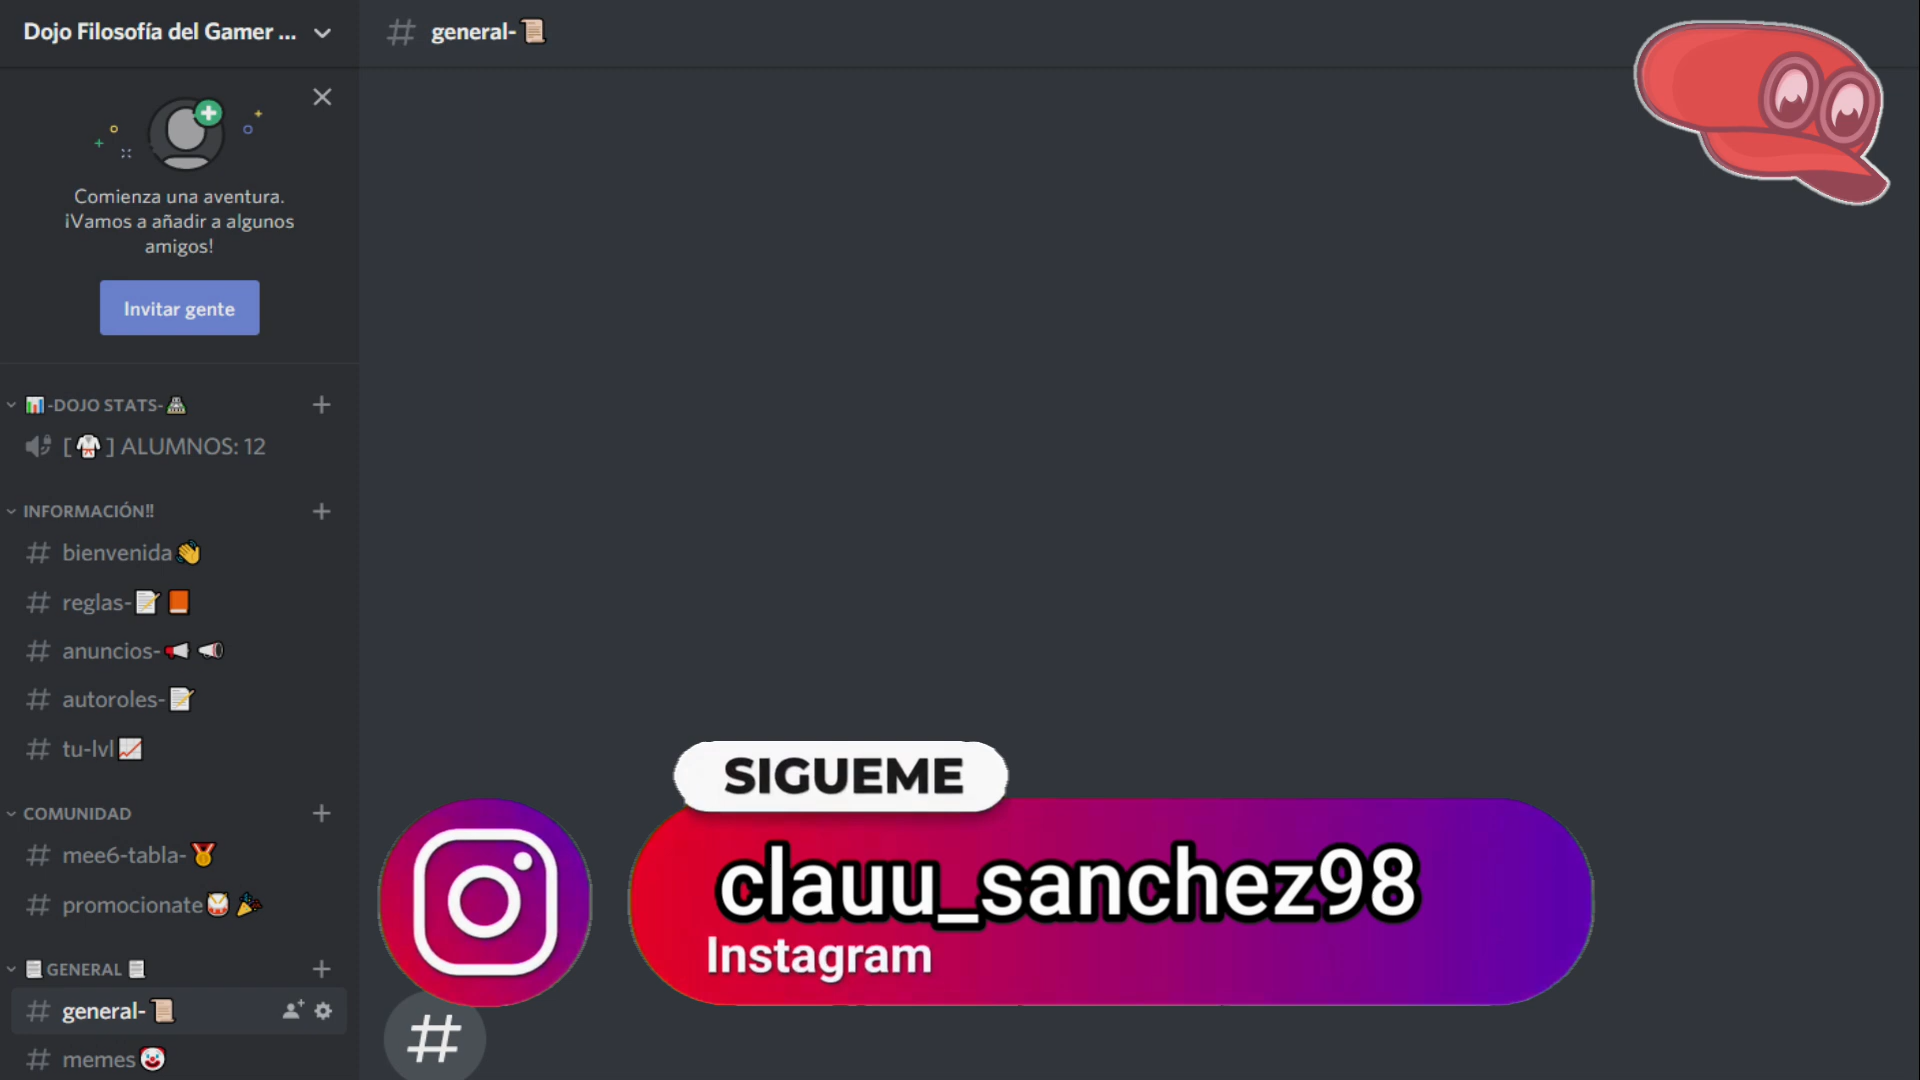 Dojo Filosofía del Gamer ...
general-📜
Comienza una aventura.
¡Vamos a añadir a algunos
amigos!
Invitar gente
📊-DOJO STATS-
[🥋] ALUMNOS: 12
INFORMACIÓN!!
bienvenida👋
reglas-📝📙
anuncios-📢📣
autoroles-📝
tu-lvl📈
COMUNIDAD
mee6-tabla-🏅
promocionate🥁🎉
📃GENERAL📃
general-📜
memes🤡
SIGUEME
clauu_sanchez98
Instagram